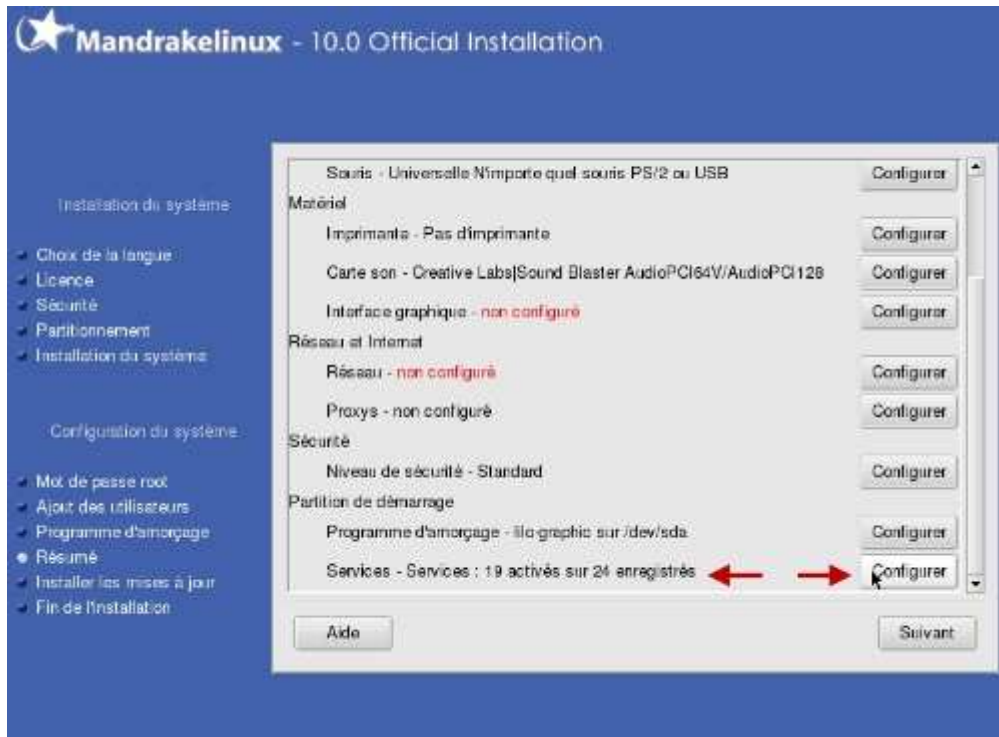 Mandrakelinux - 10.0 Official Installation
Installation du système
Choix de la langue
Licence
Sécurité
Partitionnement
Installation du système
Configuration du système
Mot de passe root
Ajout des utilisateurs
Programme d'amorçage
Résumé
Installer les mises à jour
Fin de l'installation
Souris - Universelle N'importe quel souris PS/2 ou USB Configurer
Matériel
Imprimante - Pas d'imprimante Configurer
Carte son - Creative Labs|Sound Blaster AudioPCI64V/AudioPCI128 Configurer
Interface graphique - non configuré Configurer
Réseau et Internet
Réseau - non configuré Configurer
Proxys - non configuré Configurer
Sécurité
Niveau de sécurité - Standard Configurer
Partition de démarrage
Programme d'amorçage - lilo-graphic sur /dev/sda Configurer
Services - Services : 19 activés sur 24 enregistrés Configurer
Aide Suivant